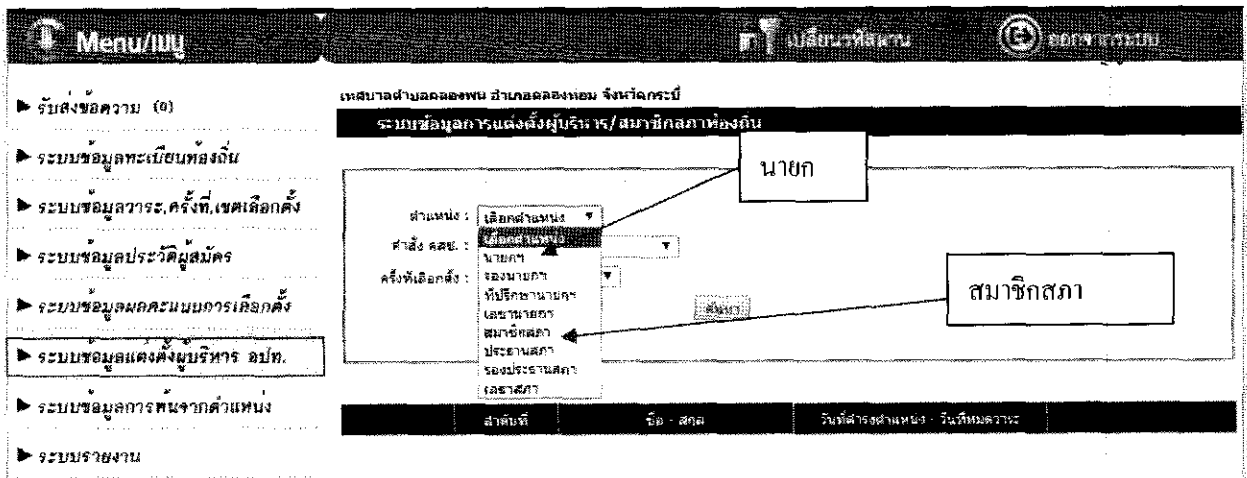 Menu/เมนู
เปลี่ยนรหัสผ่าน
ออกจากระบบ
รับส่งข้อความ (0)
ระบบข้อมูลทะเบียนท้องถิ่น
ระบบข้อมูลวาระ,ครั้งที่,เขตเลือกตั้ง
ระบบข้อมูลประวัติผู้สมัคร
ระบบข้อมูลผลคะแนนการเลือกตั้ง
ระบบข้อมูลแต่งตั้งผู้บริหาร อปท.
ระบบข้อมูลการพ้นจากตำแหน่ง
ระบบรายงาน
เทศบาลตำบลคลองพน อำเภอคลองท่อม จังหวัดกระบี่
ระบบข้อมูลการแต่งตั้งผู้บริหาร/สมาชิกสภาท้องถิ่น
นายก
ตำแหน่ง : เลือกตำแหน่ง
เลือกตำแหน่ง
คำสั่ง คสช. :
นายกฯ
ครั้งที่เลือกตั้ง :
รองนายกฯ
ที่ปรึกษานายกฯ
เลขานายกฯ
สมาชิกสภา
ประธานสภา
รองประธานสภา
เลขาสภา
ค้นหา
สมาชิกสภา
ลำดับที่
ชื่อ - สกุล
วันที่ดำรงตำแหน่ง - วันที่หมดวาระ